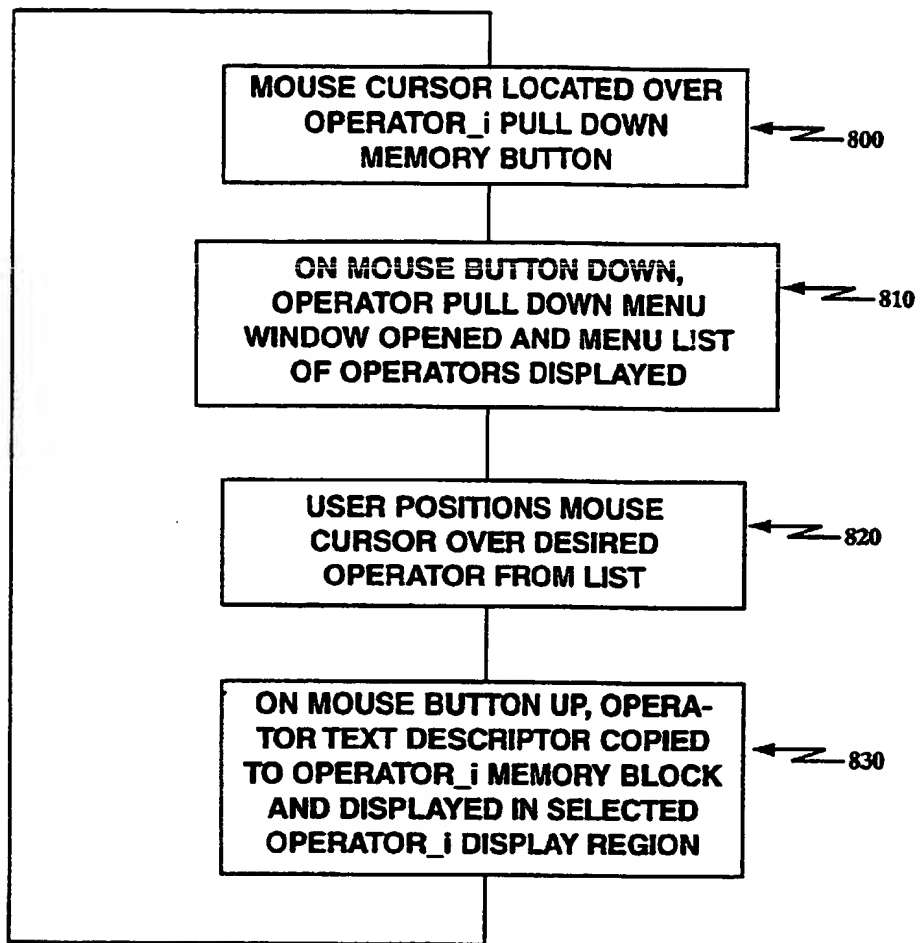 MOUSE CURSOR LOCATED OVER
OPERATOR_i PULL DOWN
MEMORY BUTTON
800
ON MOUSE BUTTON DOWN,
OPERATOR PULL DOWN MENU
WINDOW OPENED AND MENU LIST
OF OPERATORS DISPLAYED
810
USER POSITIONS MOUSE
CURSOR OVER DESIRED
OPERATOR FROM LIST
820
ON MOUSE BUTTON UP, OPERA-
TOR TEXT DESCRIPTOR COPIED
TO OPERATOR_i MEMORY BLOCK
AND DISPLAYED IN SELECTED
OPERATOR_i DISPLAY REGION
830